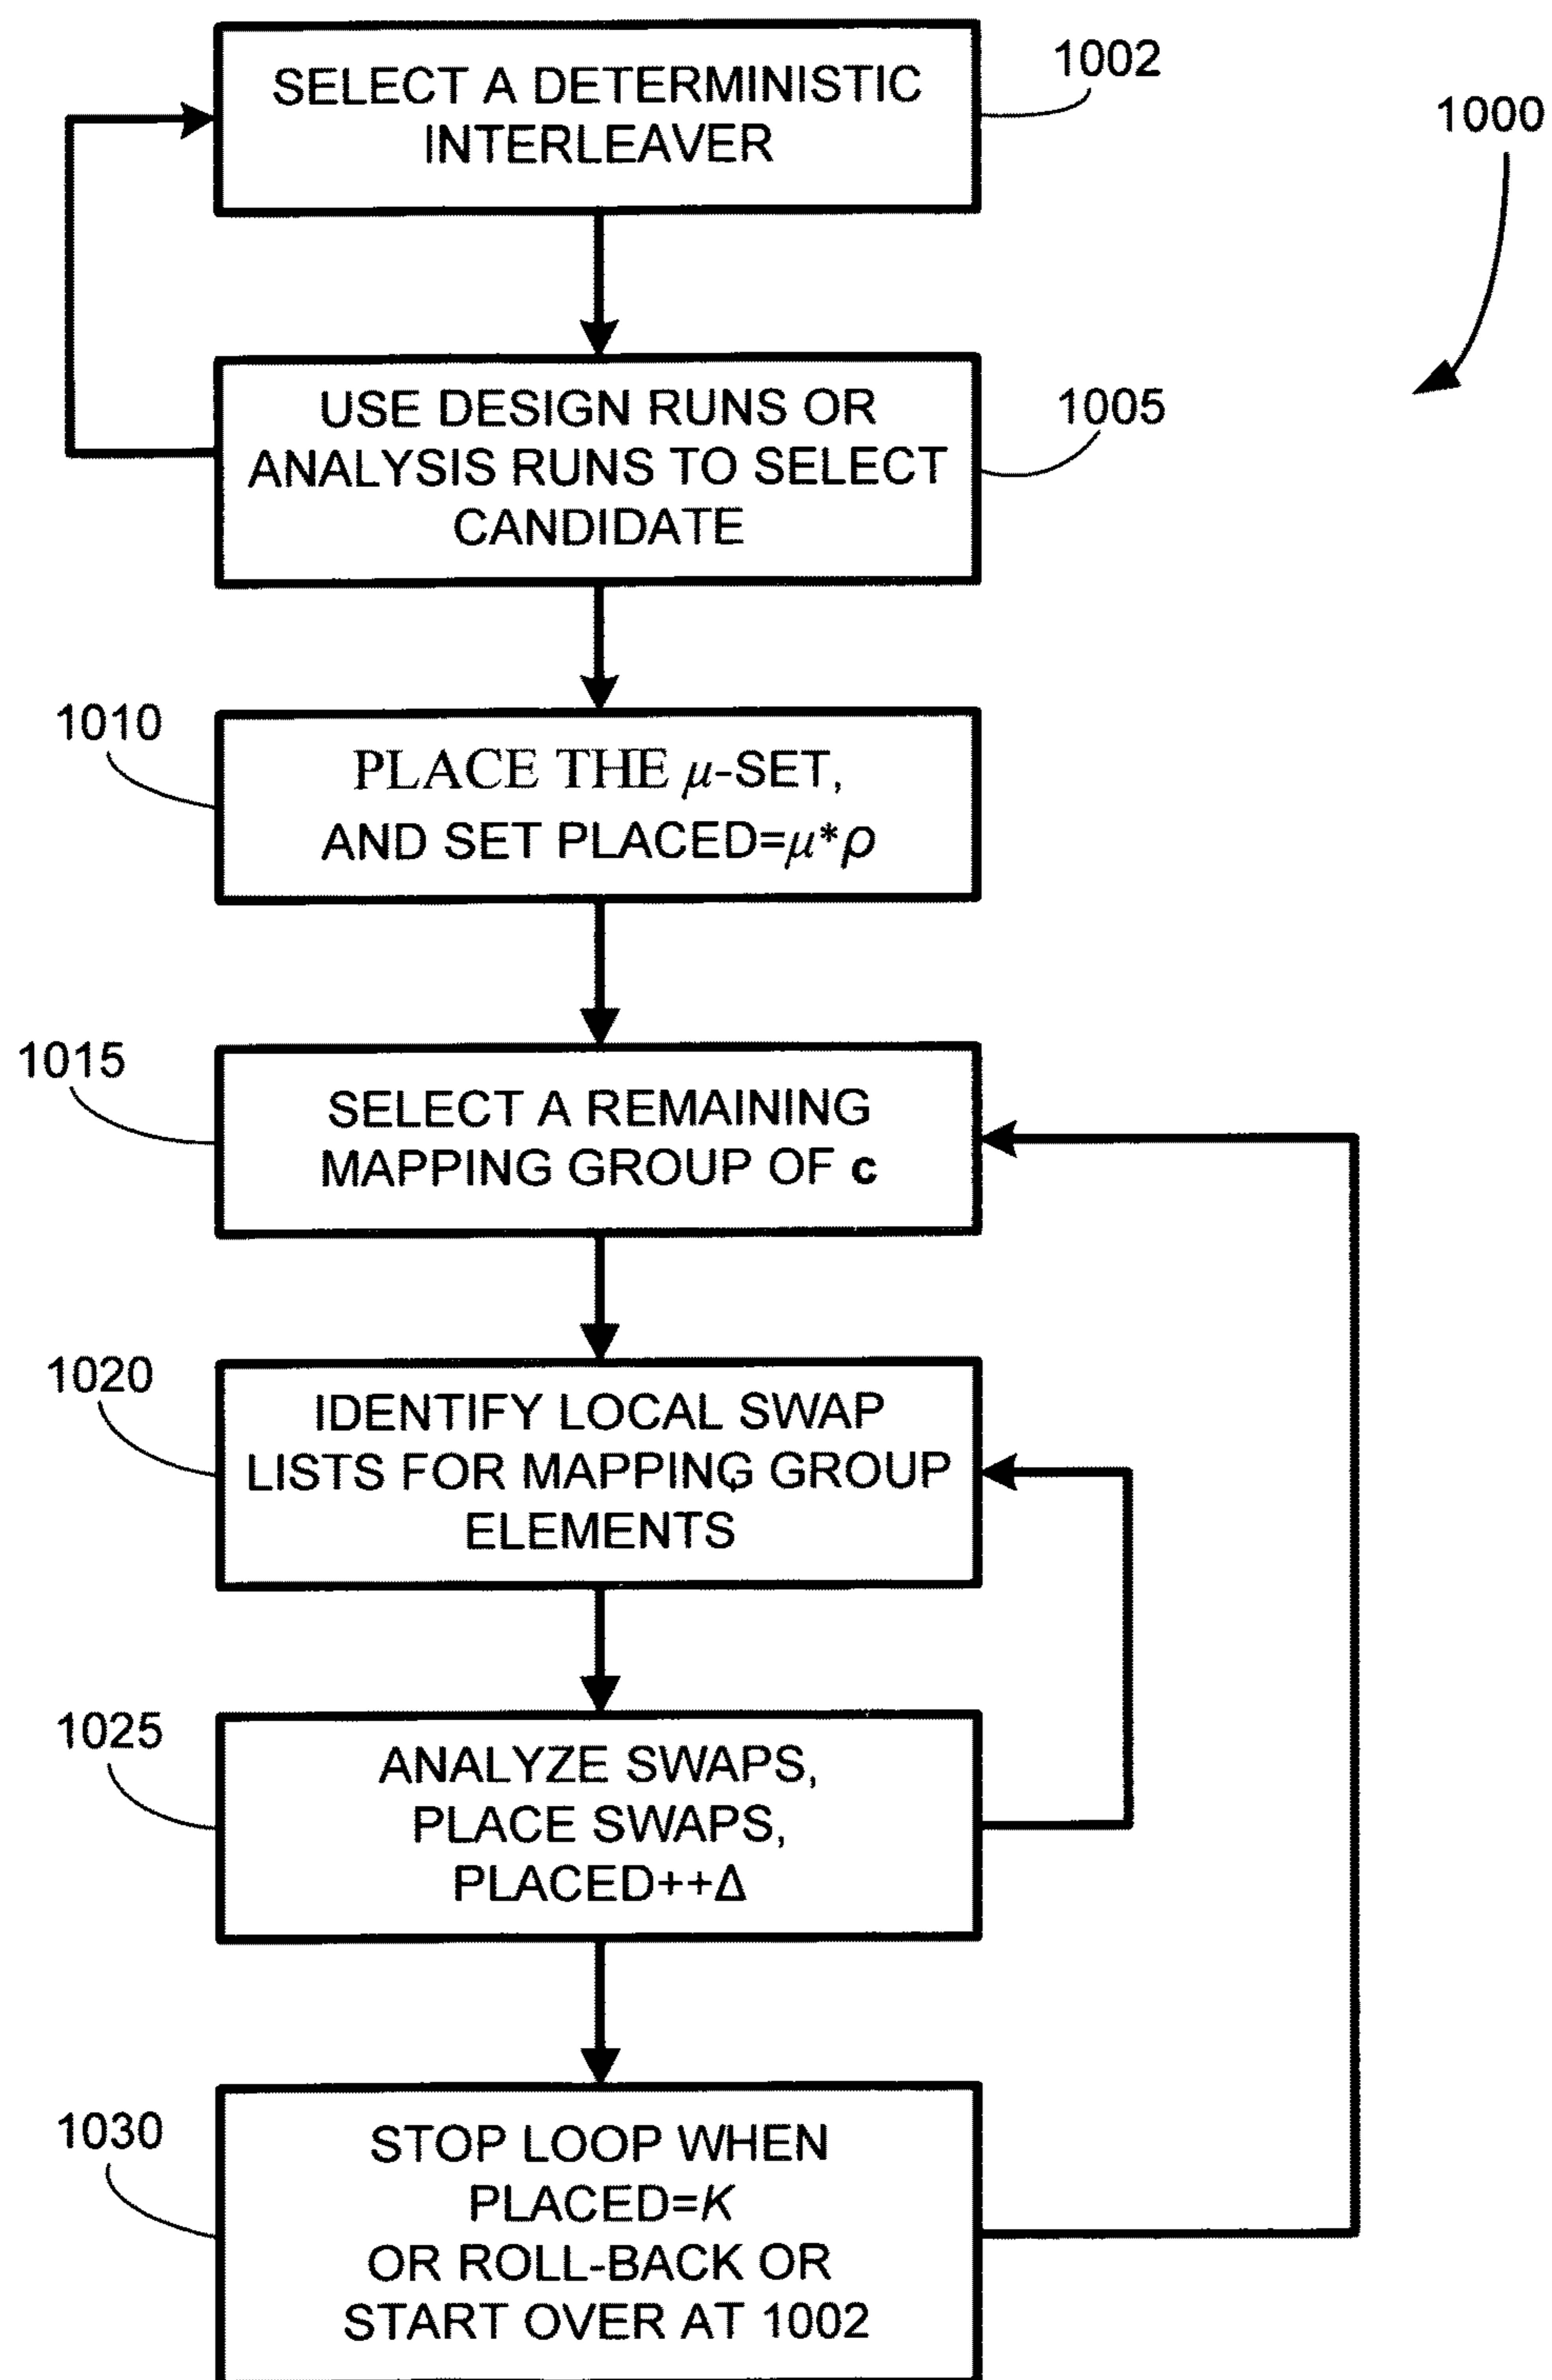 SELECT A DETERMINISTIC
INTERLEAVER
1002
1000
USE DESIGN RUNS OR
ANALYSIS RUNS TO SELECT
CANDIDATE
1005
1010
PLACE THE μ-SET,
AND SET PLACED=μ*ρ
1015
SELECT A REMAINING
MAPPING GROUP OF c
1020
IDENTIFY LOCAL SWAP
LISTS FOR MAPPING GROUP
ELEMENTS
1025
ANALYZE SWAPS,
PLACE SWAPS,
PLACED++Δ
1030
STOP LOOP WHEN
PLACED=K
OR ROLL-BACK OR
START OVER AT 1002